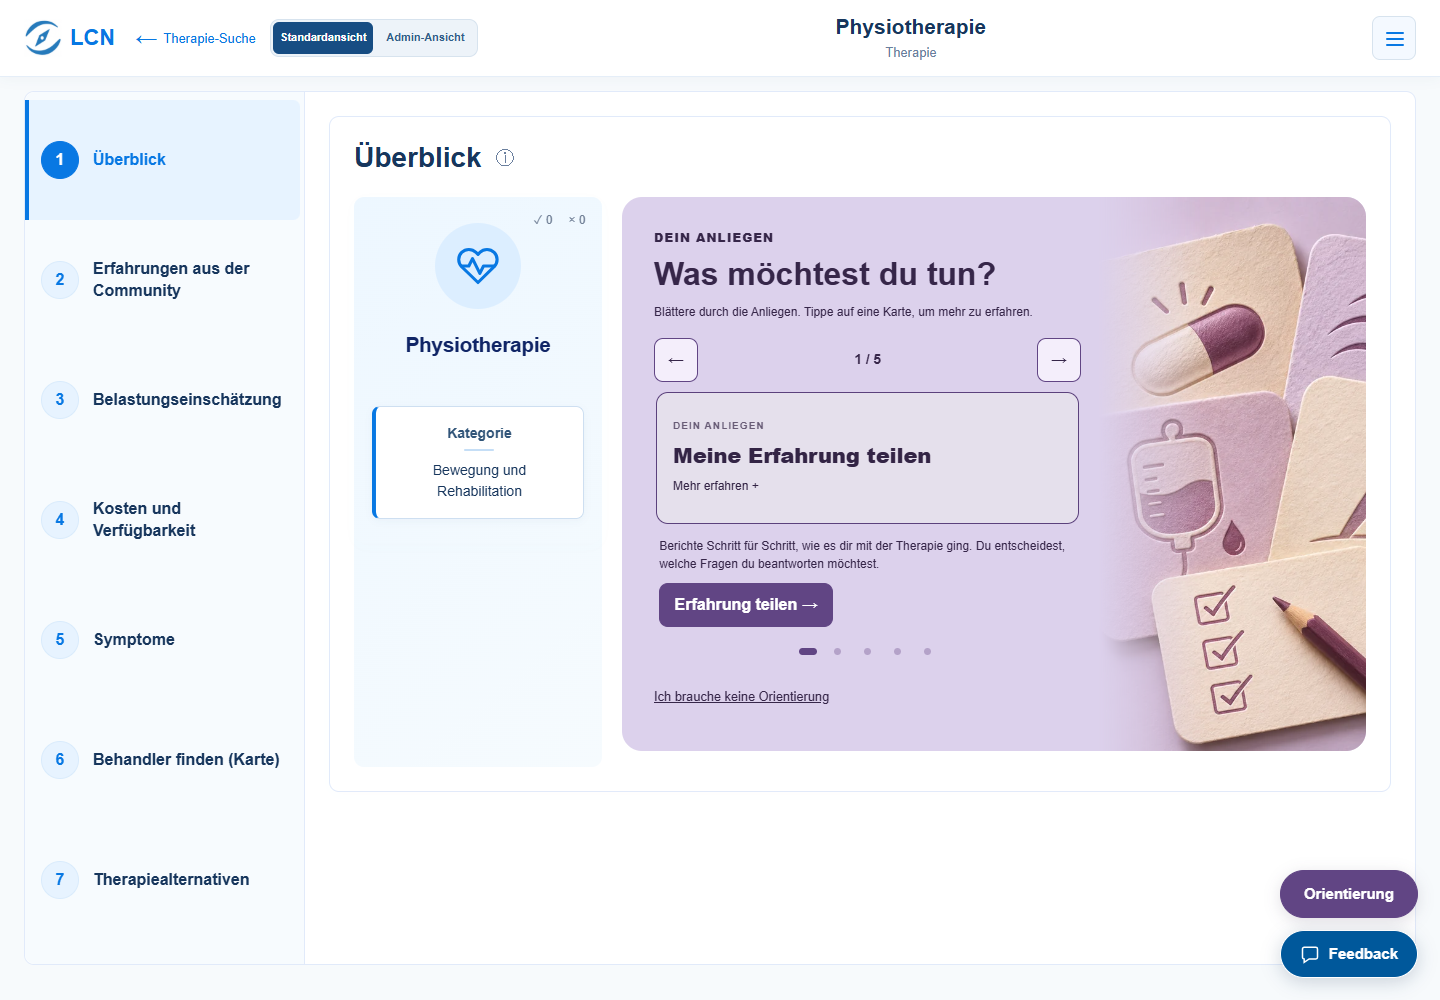 LCN
← Therapie-Suche
Standardansicht
Admin-Ansicht
Physiotherapie
Therapie
1 Überblick
2 Erfahrungen aus der
Community
3 Belastungseinschätzung
4 Kosten und
Verfügbarkeit
5 Symptome
6 Behandler finden (Karte)
7 Therapiealternativen
Überblick ⓘ
✓ 0 × 0
Physiotherapie
Kategorie
Bewegung und
Rehabilitation
DEIN ANLIEGEN
Was möchtest du tun?
Blättere durch die Anliegen. Tippe auf eine Karte, um mehr zu erfahren.
← 1 / 5 →
DEIN ANLIEGEN
Meine Erfahrung teilen
Mehr erfahren +
Berichte Schritt für Schritt, wie es dir mit der Therapie ging. Du entscheidest,
welche Fragen du beantworten möchtest.
Erfahrung teilen →
Ich brauche keine Orientierung
Orientierung
Feedback